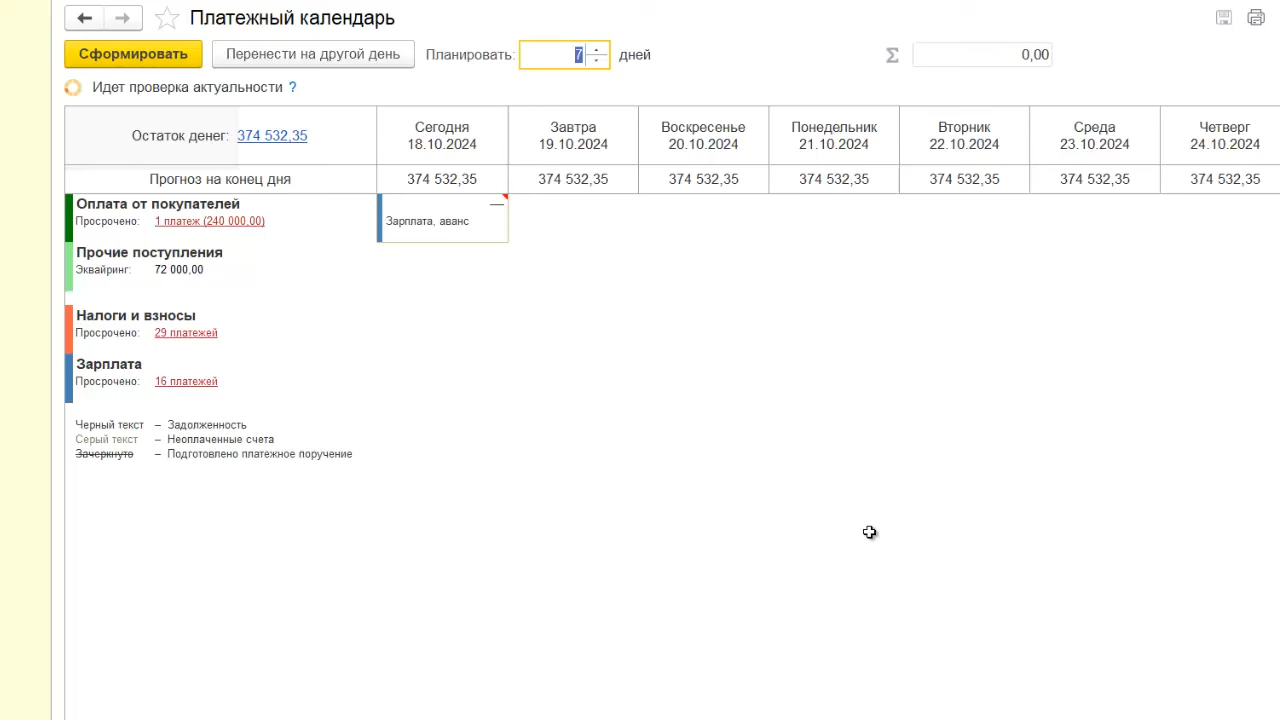 Платежный календарь
Сформировать Перенести на другой день Планировать: 7 дней Σ 0,00
Идет проверка актуальности ?
Остаток денег: 374 532,35
Сегодня 18.10.2024
Завтра 19.10.2024
Воскресенье 20.10.2024
Понедельник 21.10.2024
Вторник 22.10.2024
Среда 23.10.2024
Четверг 24.10.2024
Прогноз на конец дня 374 532,35 374 532,35 374 532,35 374 532,35 374 532,35 374 532,35 374 532,35
Оплата от покупателей —
Просрочено: 1 платеж (240 000,00) Зарплата, аванс
Прочие поступления
Эквайринг: 72 000,00
Налоги и взносы
Просрочено: 29 платежей
Зарплата
Просрочено: 16 платежей
Черный текст – Задолженность
Серый текст – Неоплаченные счета
Зачеркнуто – Подготовлено платежное поручение